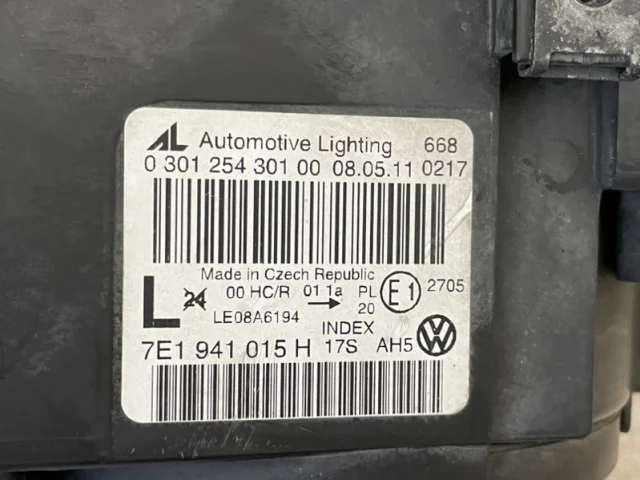 AL Automotive Lighting 668
0 301 254 301 00 08.05.11 0217
Made in Czech Republic
L 24 00 HC/R 01 1a PL E1 2705
20
LE08A6194
INDEX
7E1 941 015 H 17S AH5 VW